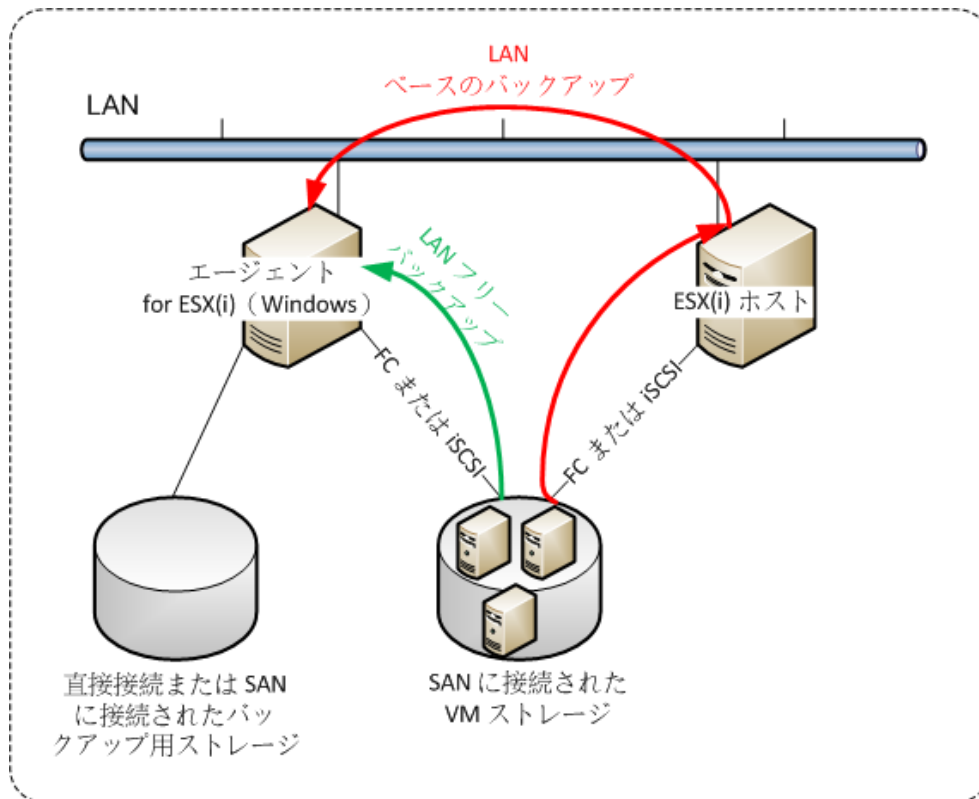 LAN
ベースのバックアップ
LAN
LAN フリー
バックアップ
エージェント
for ESX(i)（Windows）
ESX(i) ホスト
FC または iSCSI
FC または iSCSI
直接接続または SAN
に接続されたバッ
クアップ用ストレージ
SAN に接続された
VM ストレージ